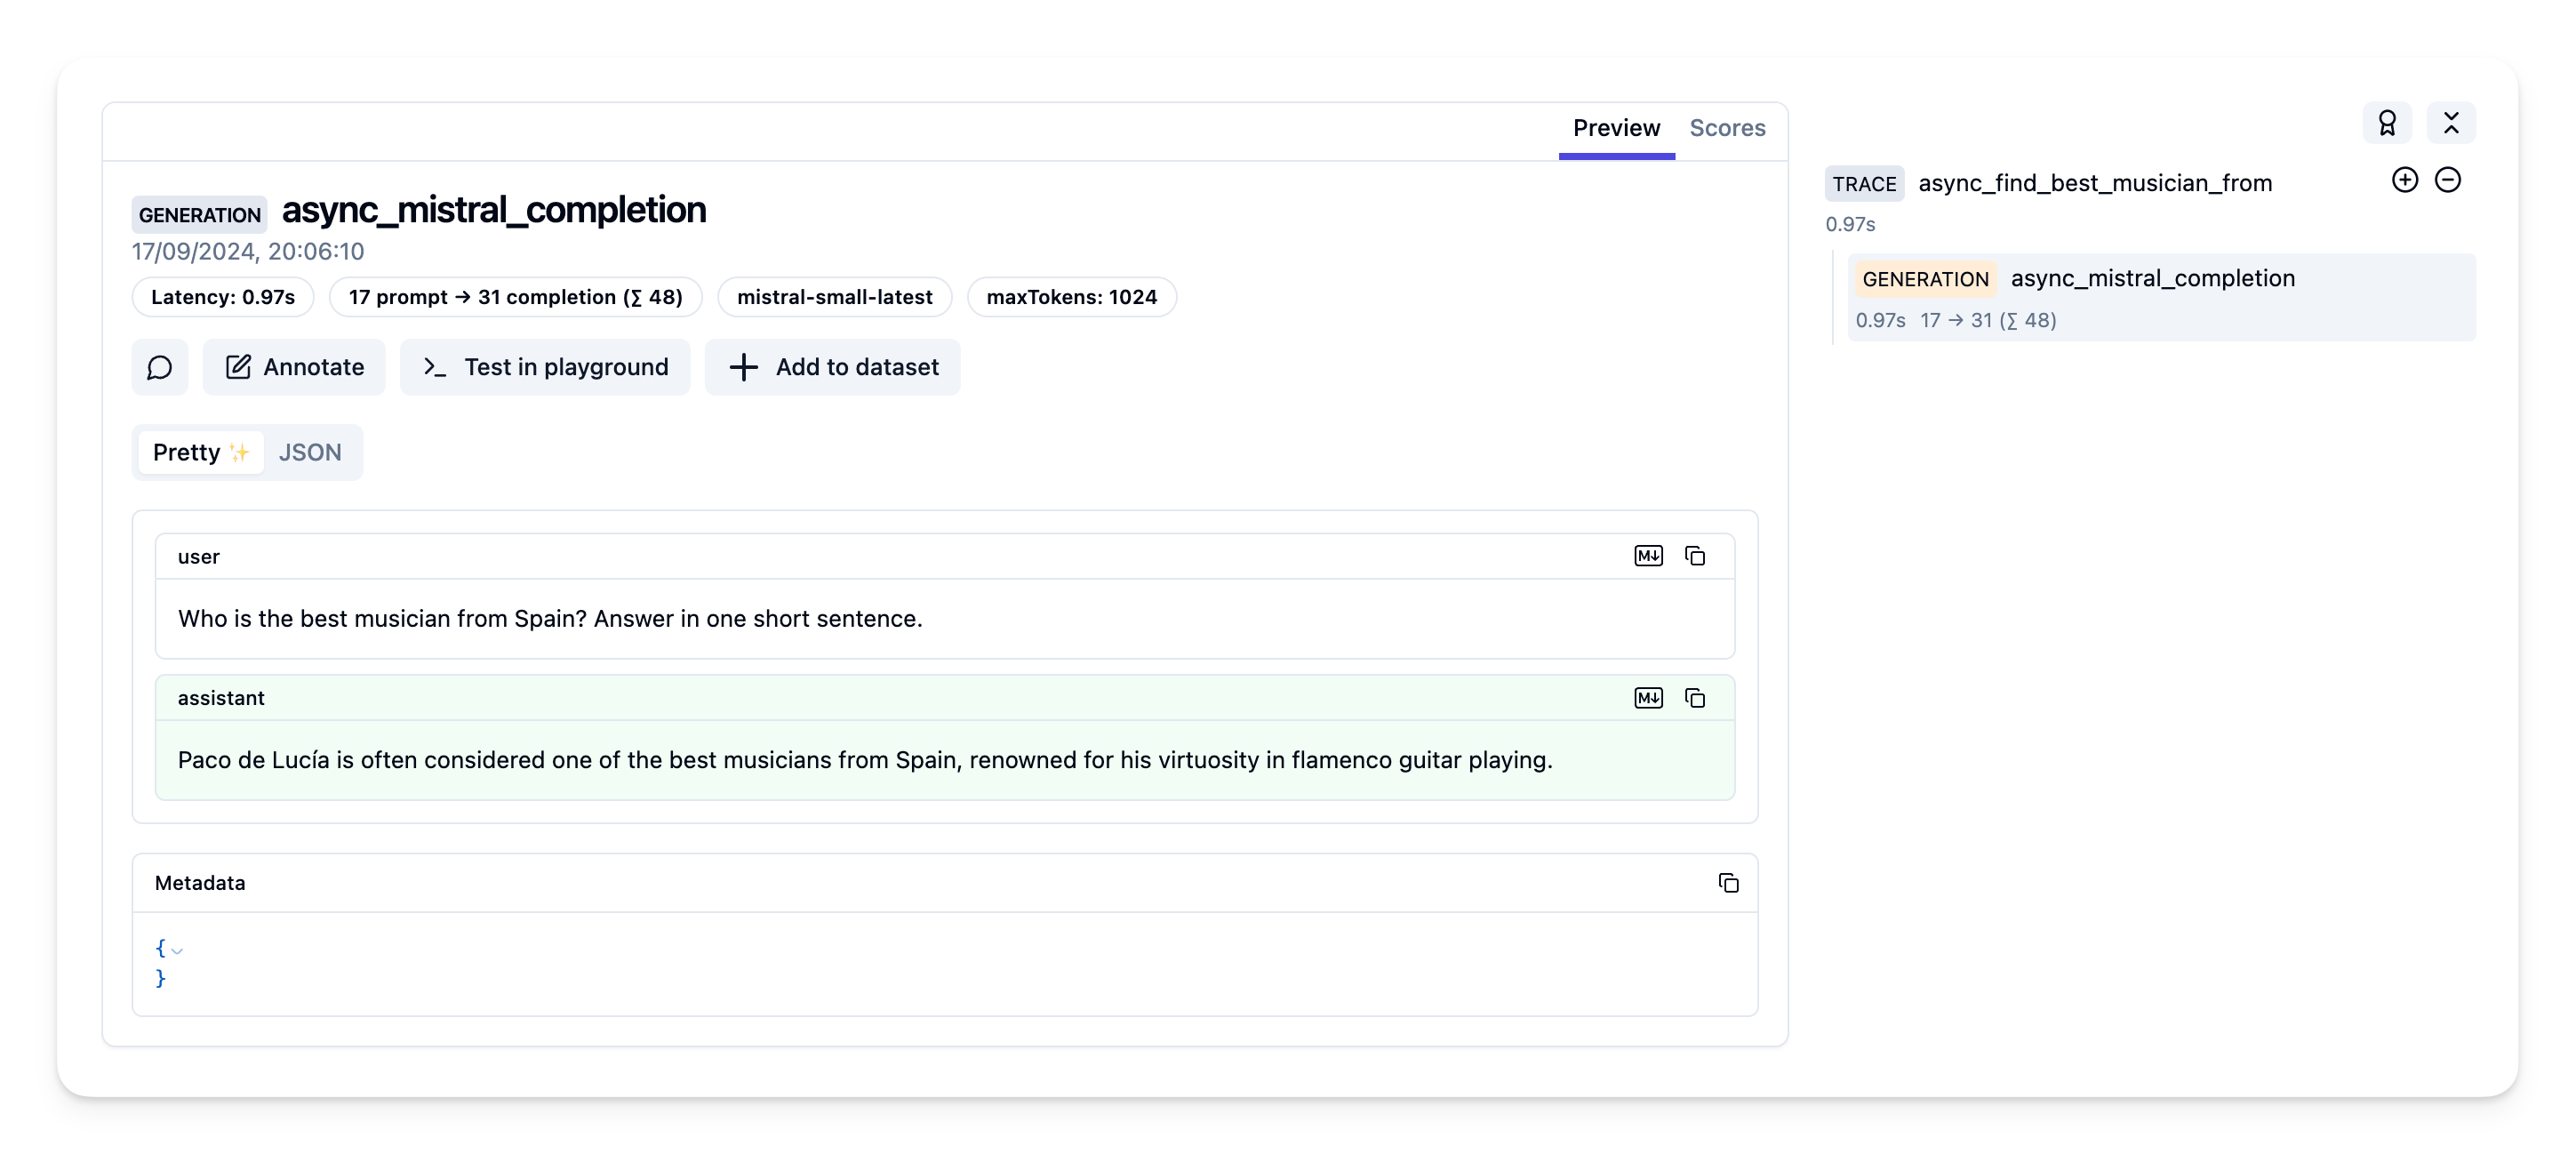 Preview Scores
GENERATION async_mistral_completion
17/09/2024, 20:06:10
Latency: 0.97s 17 prompt → 31 completion (∑ 48) mistral-small-latest maxTokens: 1024
Annotate >_ Test in playground + Add to dataset
Pretty ✨ JSON
user M↓
Who is the best musician from Spain? Answer in one short sentence.
assistant M↓
Paco de Lucía is often considered one of the best musicians from Spain, renowned for his virtuosity in flamenco guitar playing.
Metadata
{
}
TRACE async_find_best_musician_from
0.97s
GENERATION async_mistral_completion
0.97s 17 → 31 (∑ 48)